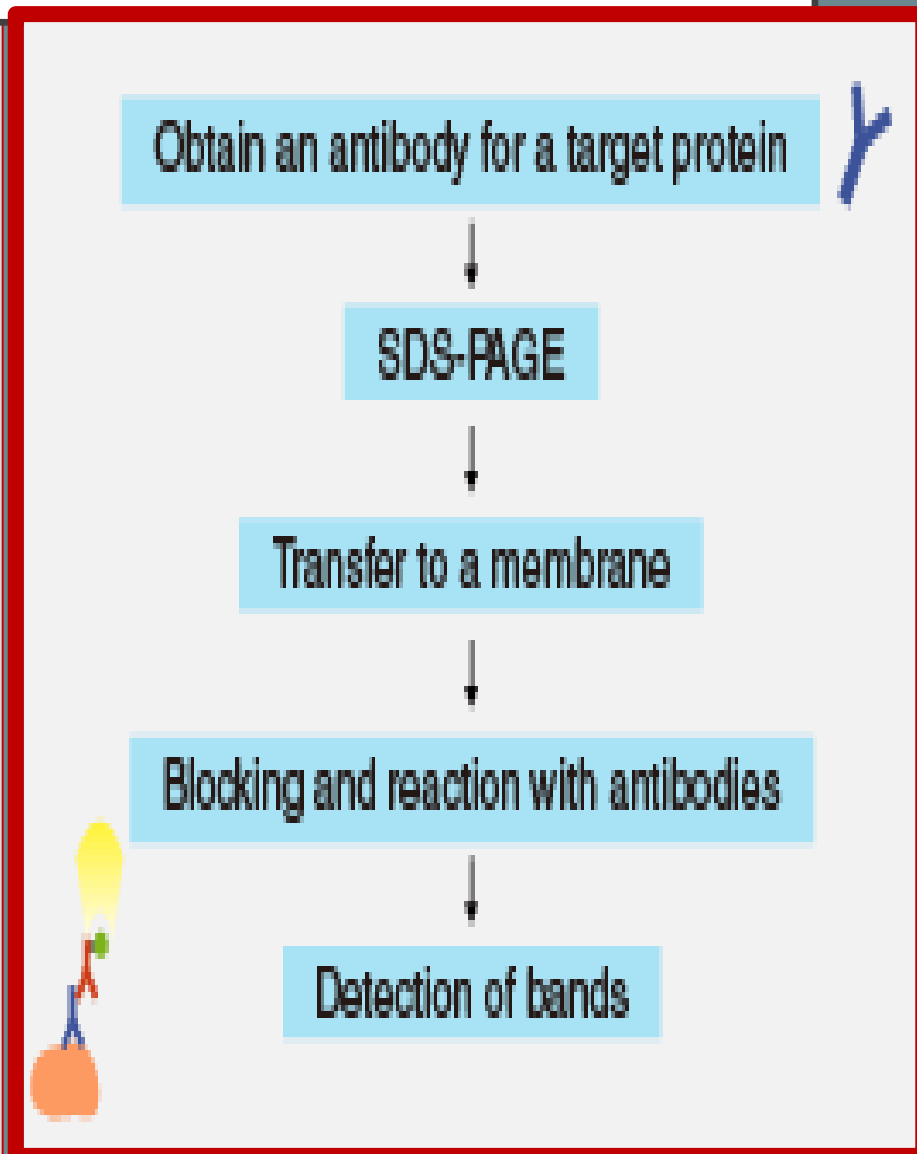 Obtain an antibody for a target protein
SDS-PAGE
Transfer to a membrane
Blocking and reaction with antibodies
Detection of bands